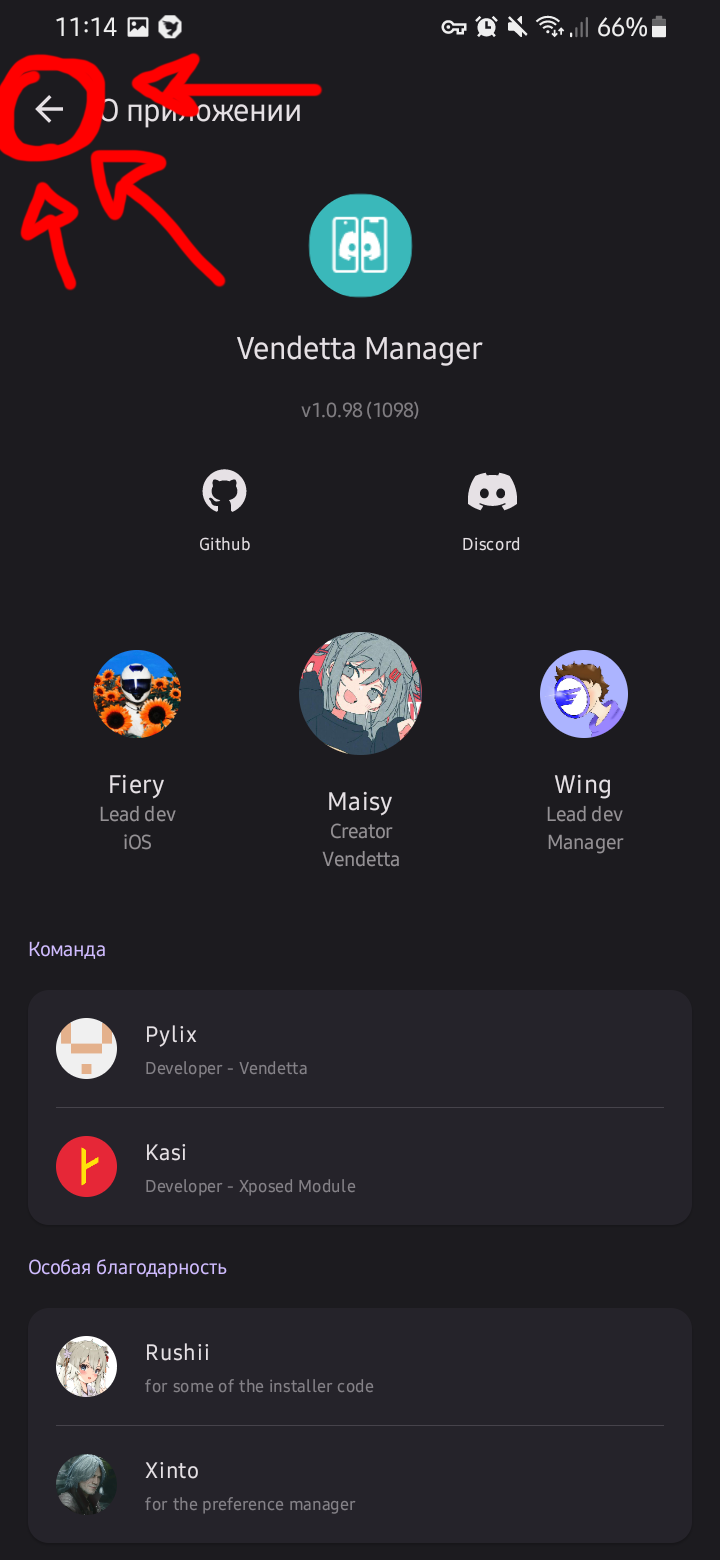 11:14
66%
О приложении
Vendetta Manager
v1.0.98 (1098)
Github
Discord
Fiery
Lead dev
iOS
Maisy
Creator
Vendetta
Wing
Lead dev
Manager
Команда
Pylix
Developer - Vendetta
Kasi
Developer - Xposed Module
Особая благодарность
Rushii
for some of the installer code
Xinto
for the preference manager